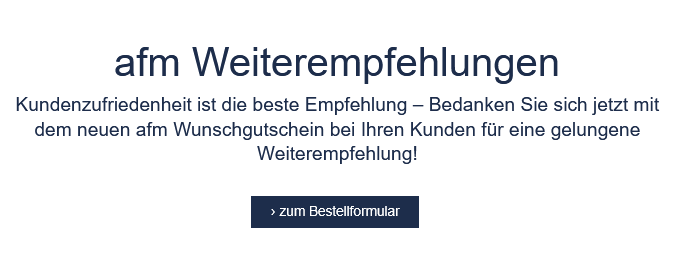 afm Weiterempfehlungen
Kundenzufriedenheit ist die beste Empfehlung – Bedanken Sie sich jetzt mit
dem neuen afm Wunschgutschein bei Ihren Kunden für eine gelungene
Weiterempfehlung!
› zum Bestellformular